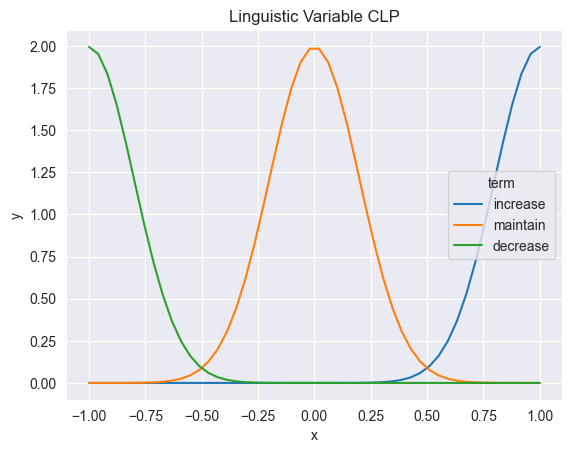 Linguistic Variable CLP
2.00
1.75
1.50
1.25
1.00
0.75
0.50
0.25
0.00
y
term
increase
maintain
decrease
−1.00 −0.75 −0.50 −0.25 0.00 0.25 0.50 0.75 1.00
x